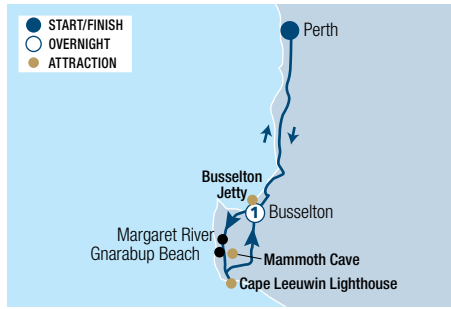 START/FINISH
OVERNIGHT
ATTRACTION
Perth
Busselton
Jetty
1
Busselton
Margaret River
Gnarabup Beach
Mammoth Cave
Cape Leeuwin Lighthouse